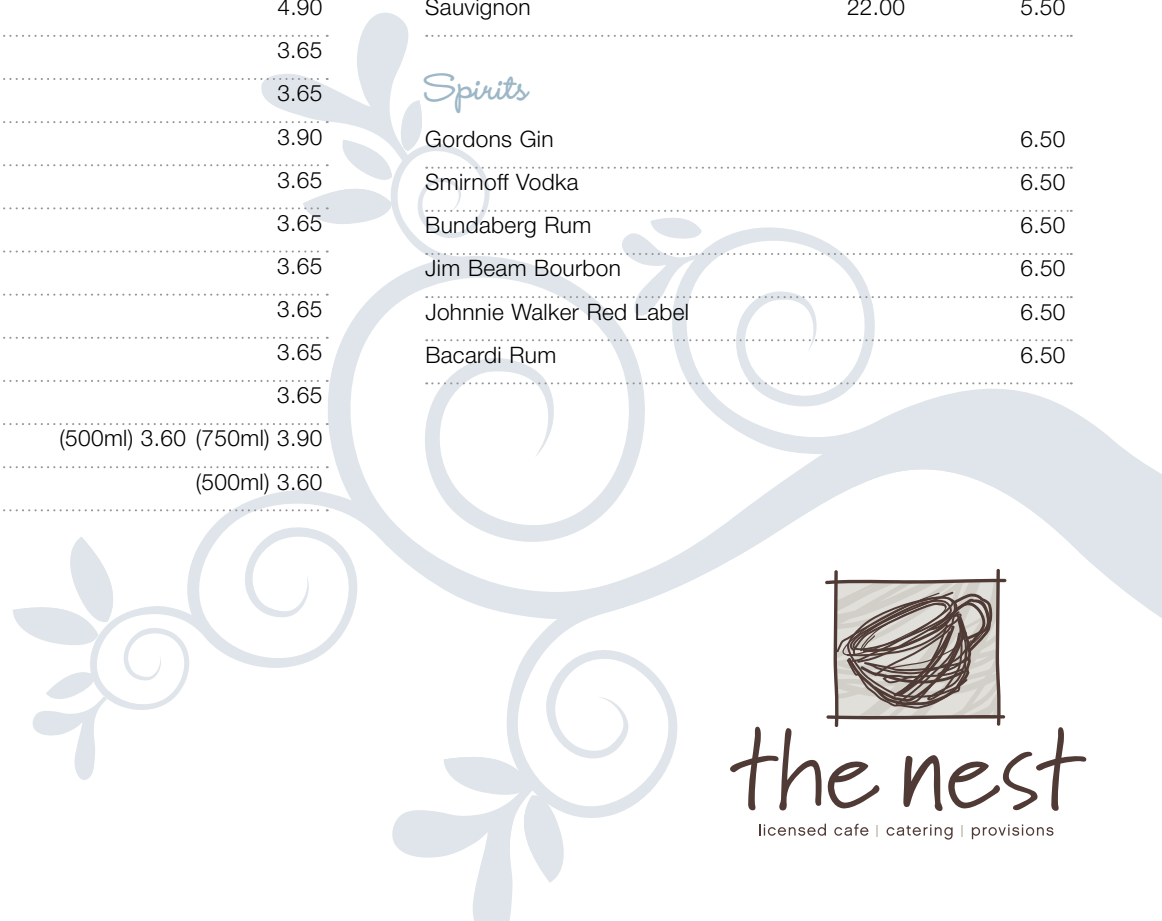 4.90
3.65
3.65
3.90
3.65
3.65
3.65
3.65
3.65
3.65
(500ml) 3.60 (750ml) 3.90
(500ml) 3.60
Sauvignon 22.00 5.50
Spirits
Gordons Gin 6.50
Smirnoff Vodka 6.50
Bundaberg Rum 6.50
Jim Beam Bourbon 6.50
Johnnie Walker Red Label 6.50
Bacardi Rum 6.50
the nest
licensed cafe | catering | provisions